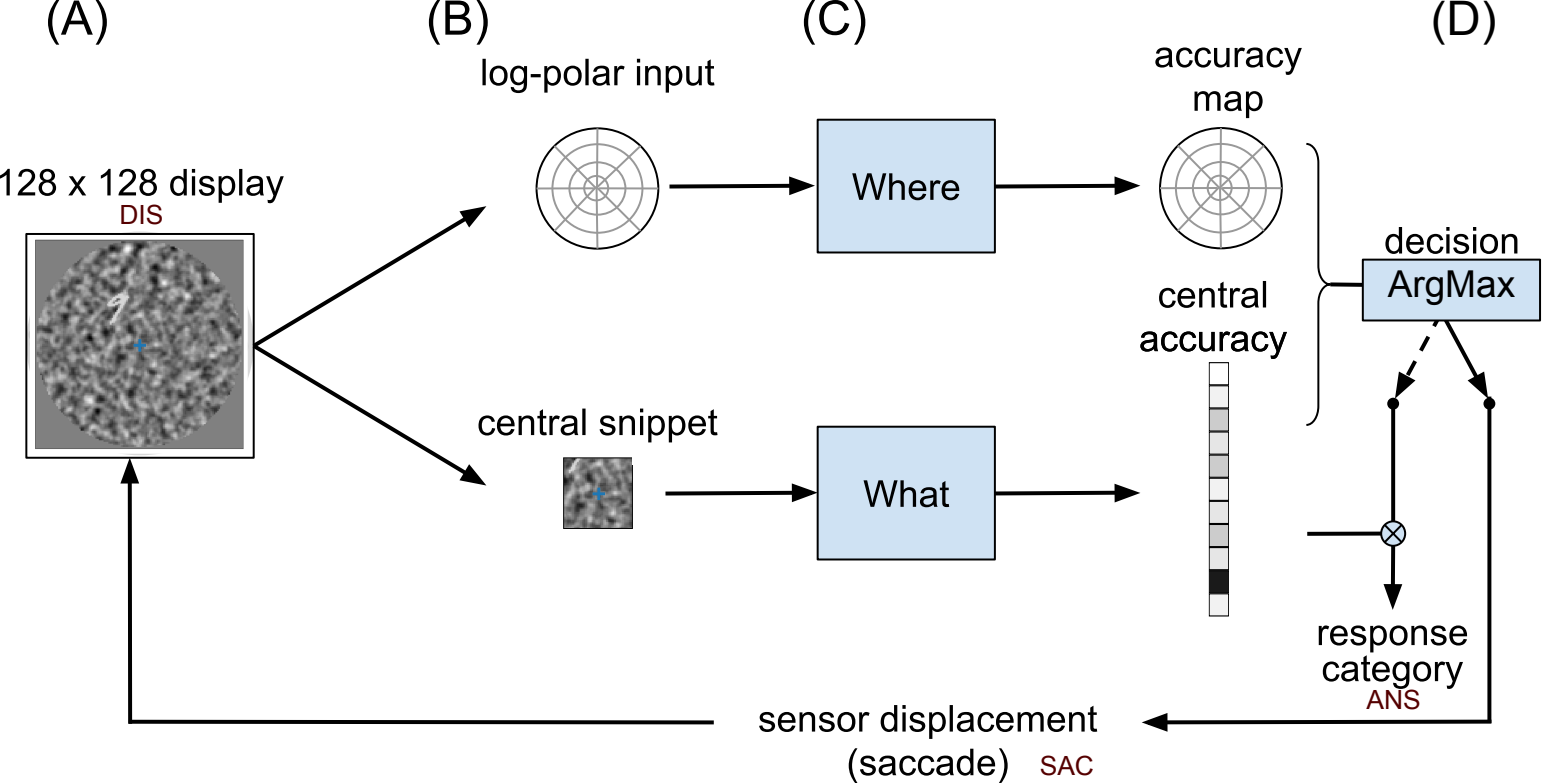 (A)
(B)
(C)
(D)
log-polar input
accuracy
map
128 x 128 display
DIS
Where
decision
ArgMax
central
accuracy
central snippet
What
response
category
ANS
sensor displacement
(saccade) SAC